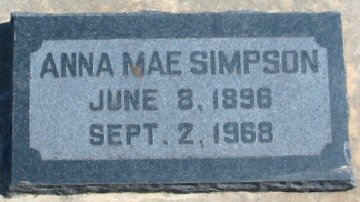 ANNA MAE SIMPSON
JUNE 8, 1896
SEPT. 2, 1968